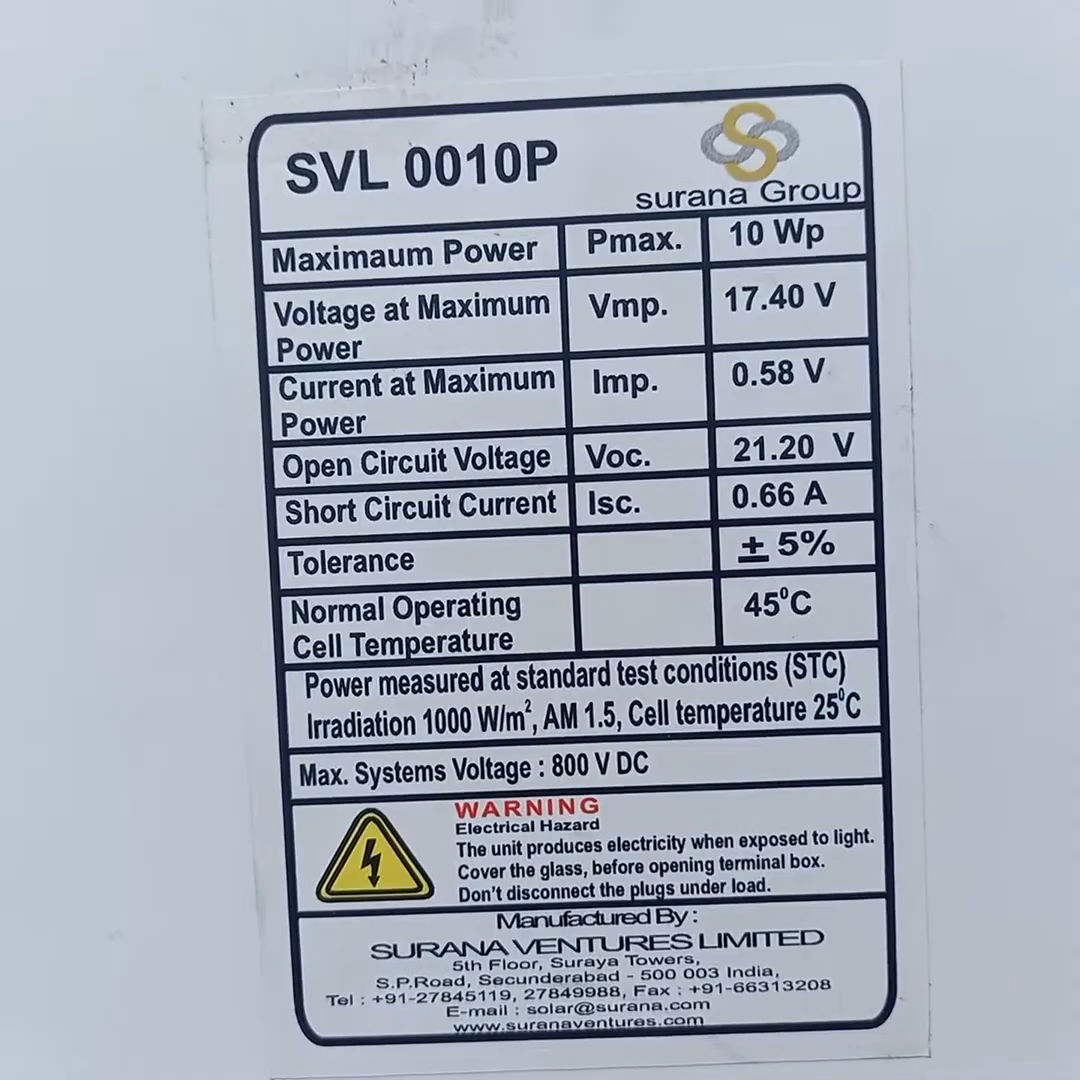 SVL 0010P
surana Group
Maximaum Power Pmax. 10 Wp
Voltage at Maximum Power Vmp. 17.40 V
Current at Maximum Power Imp. 0.58 V
Open Circuit Voltage Voc. 21.20 V
Short Circuit Current Isc. 0.66 A
Tolerance ± 5%
Normal Operating Cell Temperature 45⁰C
Power measured at standard test conditions (STC)
Irradiation 1000 W/m², AM 1.5, Cell temperature 25⁰C
Max. Systems Voltage : 800 V DC
WARNING
Electrical Hazard
The unit produces electricity when exposed to light.
Cover the glass, before opening terminal box.
Don't disconnect the plugs under load.
Manufactured By :
SURANA VENTURES LIMITED
5th Floor, Suraya Towers,
S.P.Road, Secunderabad - 500 003 India,
Tel : +91-27845119, 27849988, Fax : +91-66313208
E-mail : solar@surana.com
www.suranaventures.com